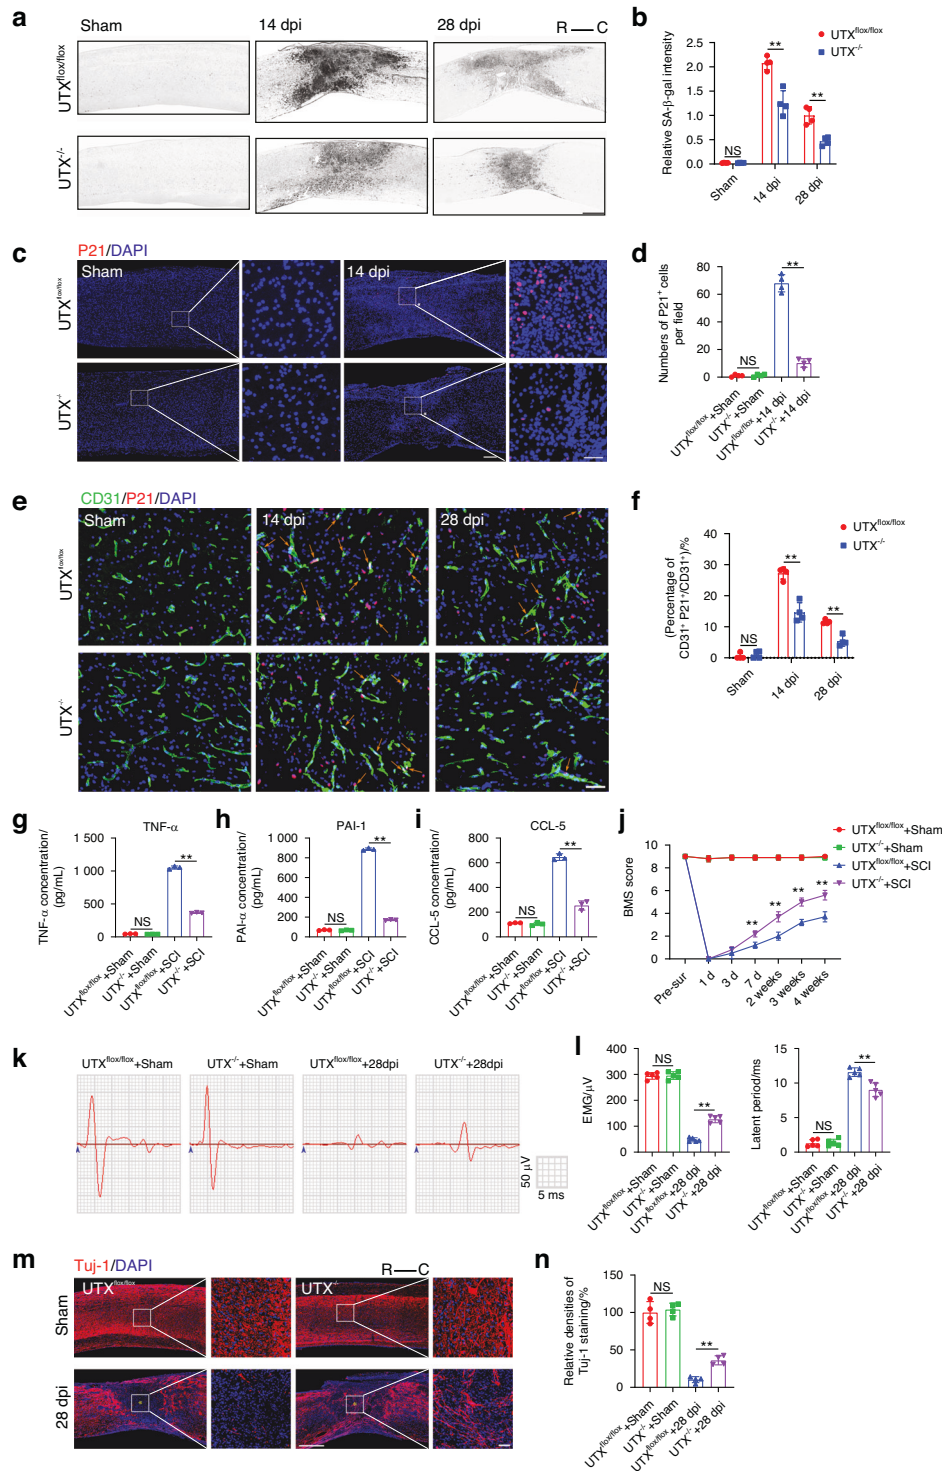 a
Sham
14 dpi
28 dpi
R — C
UTXflox/flox
UTX-/-
b
Relative SA-β-gal intensity
2.5
2.0
1.5
1.0
0.5
0.0
**
**
NS
Sham
14 dpi
28 dpi
UTXflox/flox
UTX-/-
c
P21/DAPI
Sham
14 dpi
UTXflox/flox
UTX-/-
d
Numbers of P21+ cells
per field
80
60
40
20
0
**
NS
UTXflox/flox+Sham
UTX-/-+Sham
UTXflox/flox+14 dpi
UTX-/-+14 dpi
e
CD31/P21/DAPI
Sham
14 dpi
28 dpi
UTXflox/flox
UTX-/-
f
(Percentage of
CD31+ P21+/CD31+)/%
40
30
20
10
0
**
**
NS
Sham
14 dpi
28 dpi
UTXflox/flox
UTX-/-
g
TNF-α
TNF-α concentration/
(pg/mL)
1 500
1 000
500
0
**
NS
UTXflox/flox+Sham
UTX-/-+Sham
UTXflox/flox+SCI
UTX-/-+SCI
h
PAI-1
PAI-α concentration/
(pg/mL)
1 000
800
600
400
200
0
**
NS
UTXflox/flox+Sham
UTX-/-+Sham
UTXflox/flox+SCI
UTX-/-+SCI
i
CCL-5
CCL-5 concentration/
(pg/mL)
800
600
400
200
0
**
NS
UTXflox/flox+Sham
UTX-/-+Sham
UTXflox/flox+SCI
UTX-/-+SCI
j
UTXflox/flox+Sham
UTX-/-+Sham
UTXflox/flox+SCI
UTX-/-+SCI
BMS score
10
8
6
4
2
0
**
**
**
**
Pre-sur
1 d
3 d
7 d
2 weeks
3 weeks
4 weeks
k
UTXflox/flox+Sham
UTX-/-+Sham
UTXflox/flox+28dpi
UTX-/-+28dpi
50 μV
5 ms
l
EMG/μV
400
300
200
100
0
NS
**
UTXflox/flox+Sham
UTX-/-+Sham
UTXflox/flox+28 dpi
UTX-/-+28 dpi
Latent period/ms
15
10
5
0
**
NS
UTXflox/flox+Sham
UTX-/-+Sham
UTXflox/flox+28 dpi
UTX-/-+28 dpi
m
Tuj-1/DAPI
R — C
UTXflox/flox
UTX-/-
Sham
28 dpi
n
Relative densities of
Tuj-1 staining/%
150
100
50
0
NS
**
UTXflox/flox+Sham
UTX-/-+Sham
UTXflox/flox+28 dpi
UTX-/-+28 dpi